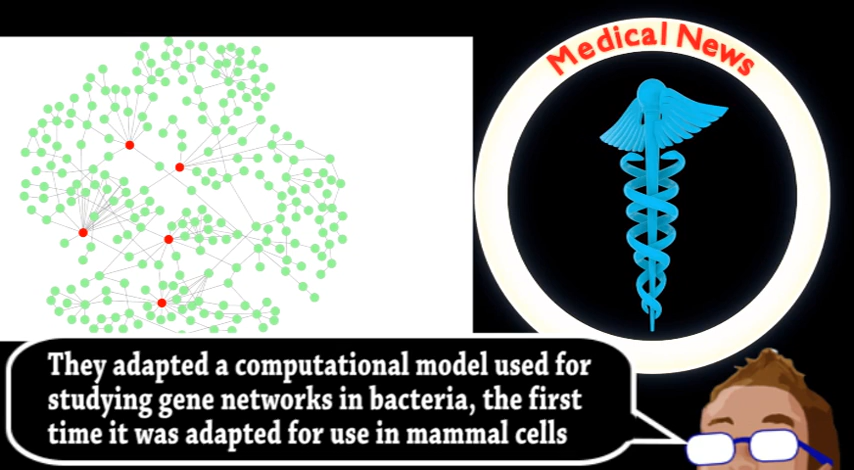 Medical News
They adapted a computational model used for
studying gene networks in bacteria, the first
time it was adapted for use in mammal cells